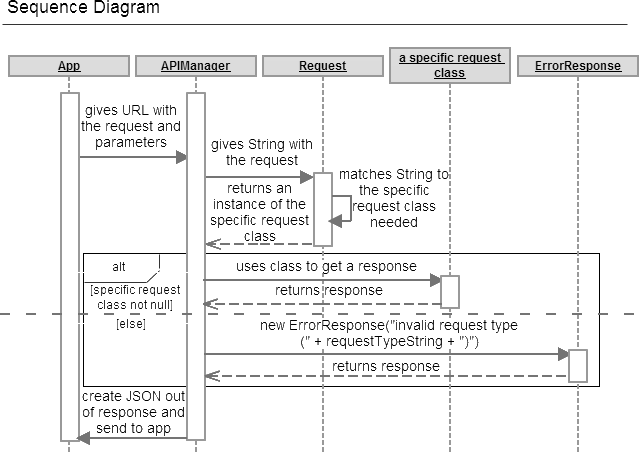 Sequence Diagram
App
APIManager
Request
a specific request
class
ErrorResponse
gives URL with
the request and
parameters
gives String with
the request
matches String to
the specific
request class
needed
returns an
instance of the
specific request
class
alt
[specific request
class not null]
uses class to get a response
returns response
[else]
new ErrorResponse("invalid request type
(" + requestTypeString + ")")
returns response
create JSON out
of response and
send to app